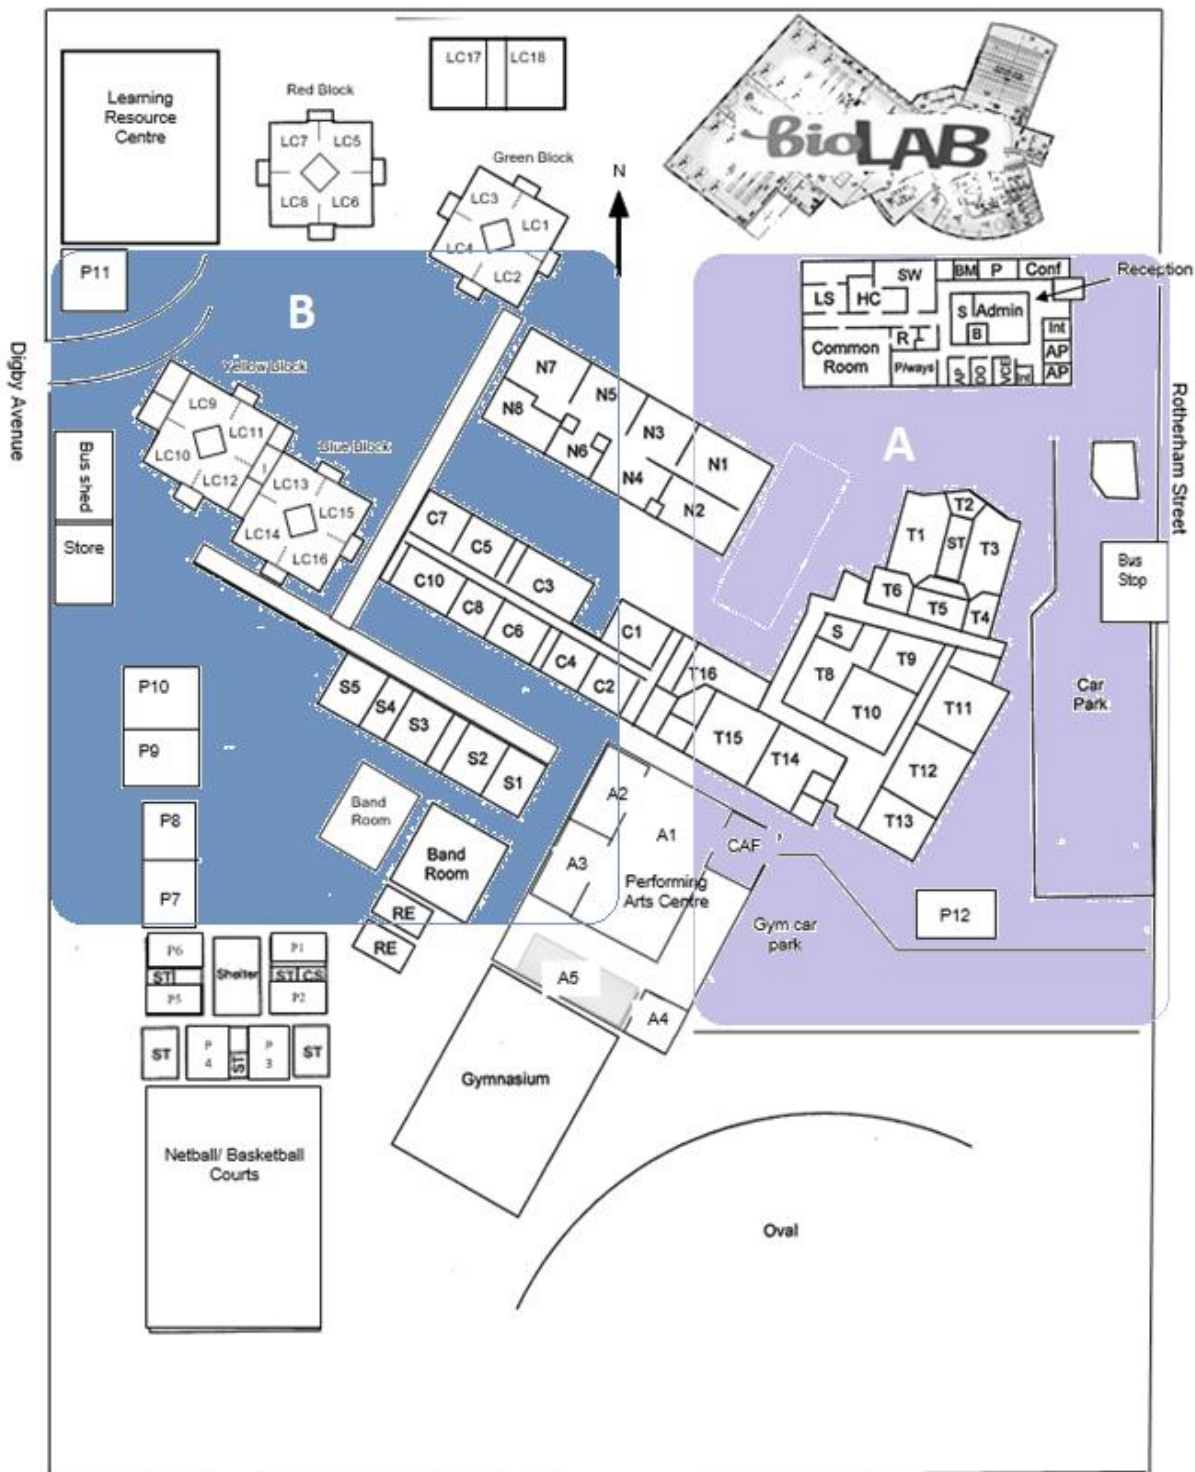 LC17
LC18
Learning
Resource
Centre
Red Block
LC7
LC5
LC8
LC6
Green Block
LC3
LC1
LC4
LC2
N
BioLAB
P11
B
Digby Avenue
Yellow Block
LC9
LC11
LC10
LC12
Blue Block
LC13
LC15
LC14
LC16
Bus shed
Store
N7
N5
N8
N6
N3
N1
N4
N2
SW
BM
P
Conf
Reception
LS
HC
S
Admin
B
Int
AP
AP
Common
Room
R
P/ways
AP
DO
VCE
Int
A
Rotherham Street
C7
C5
C3
C10
C8
C6
C4
C2
C1
T1
T2
ST
T3
T6
T5
T4
S
T8
T9
T10
T11
T12
T13
T14
T15
T16
Bus
Stop
Car
Park
S5
S4
S3
S2
S1
P10
P9
P8
P7
Band
Room
Band
Room
RE
RE
A2
A1
A3
CAF
Performing
Arts Centre
Gym car
park
P12
A5
A4
P6
ST
P5
Shelter
P1
ST
CS
P2
ST
P
4
ST
P
3
ST
Gymnasium
Netball/ Basketball
Courts
Oval